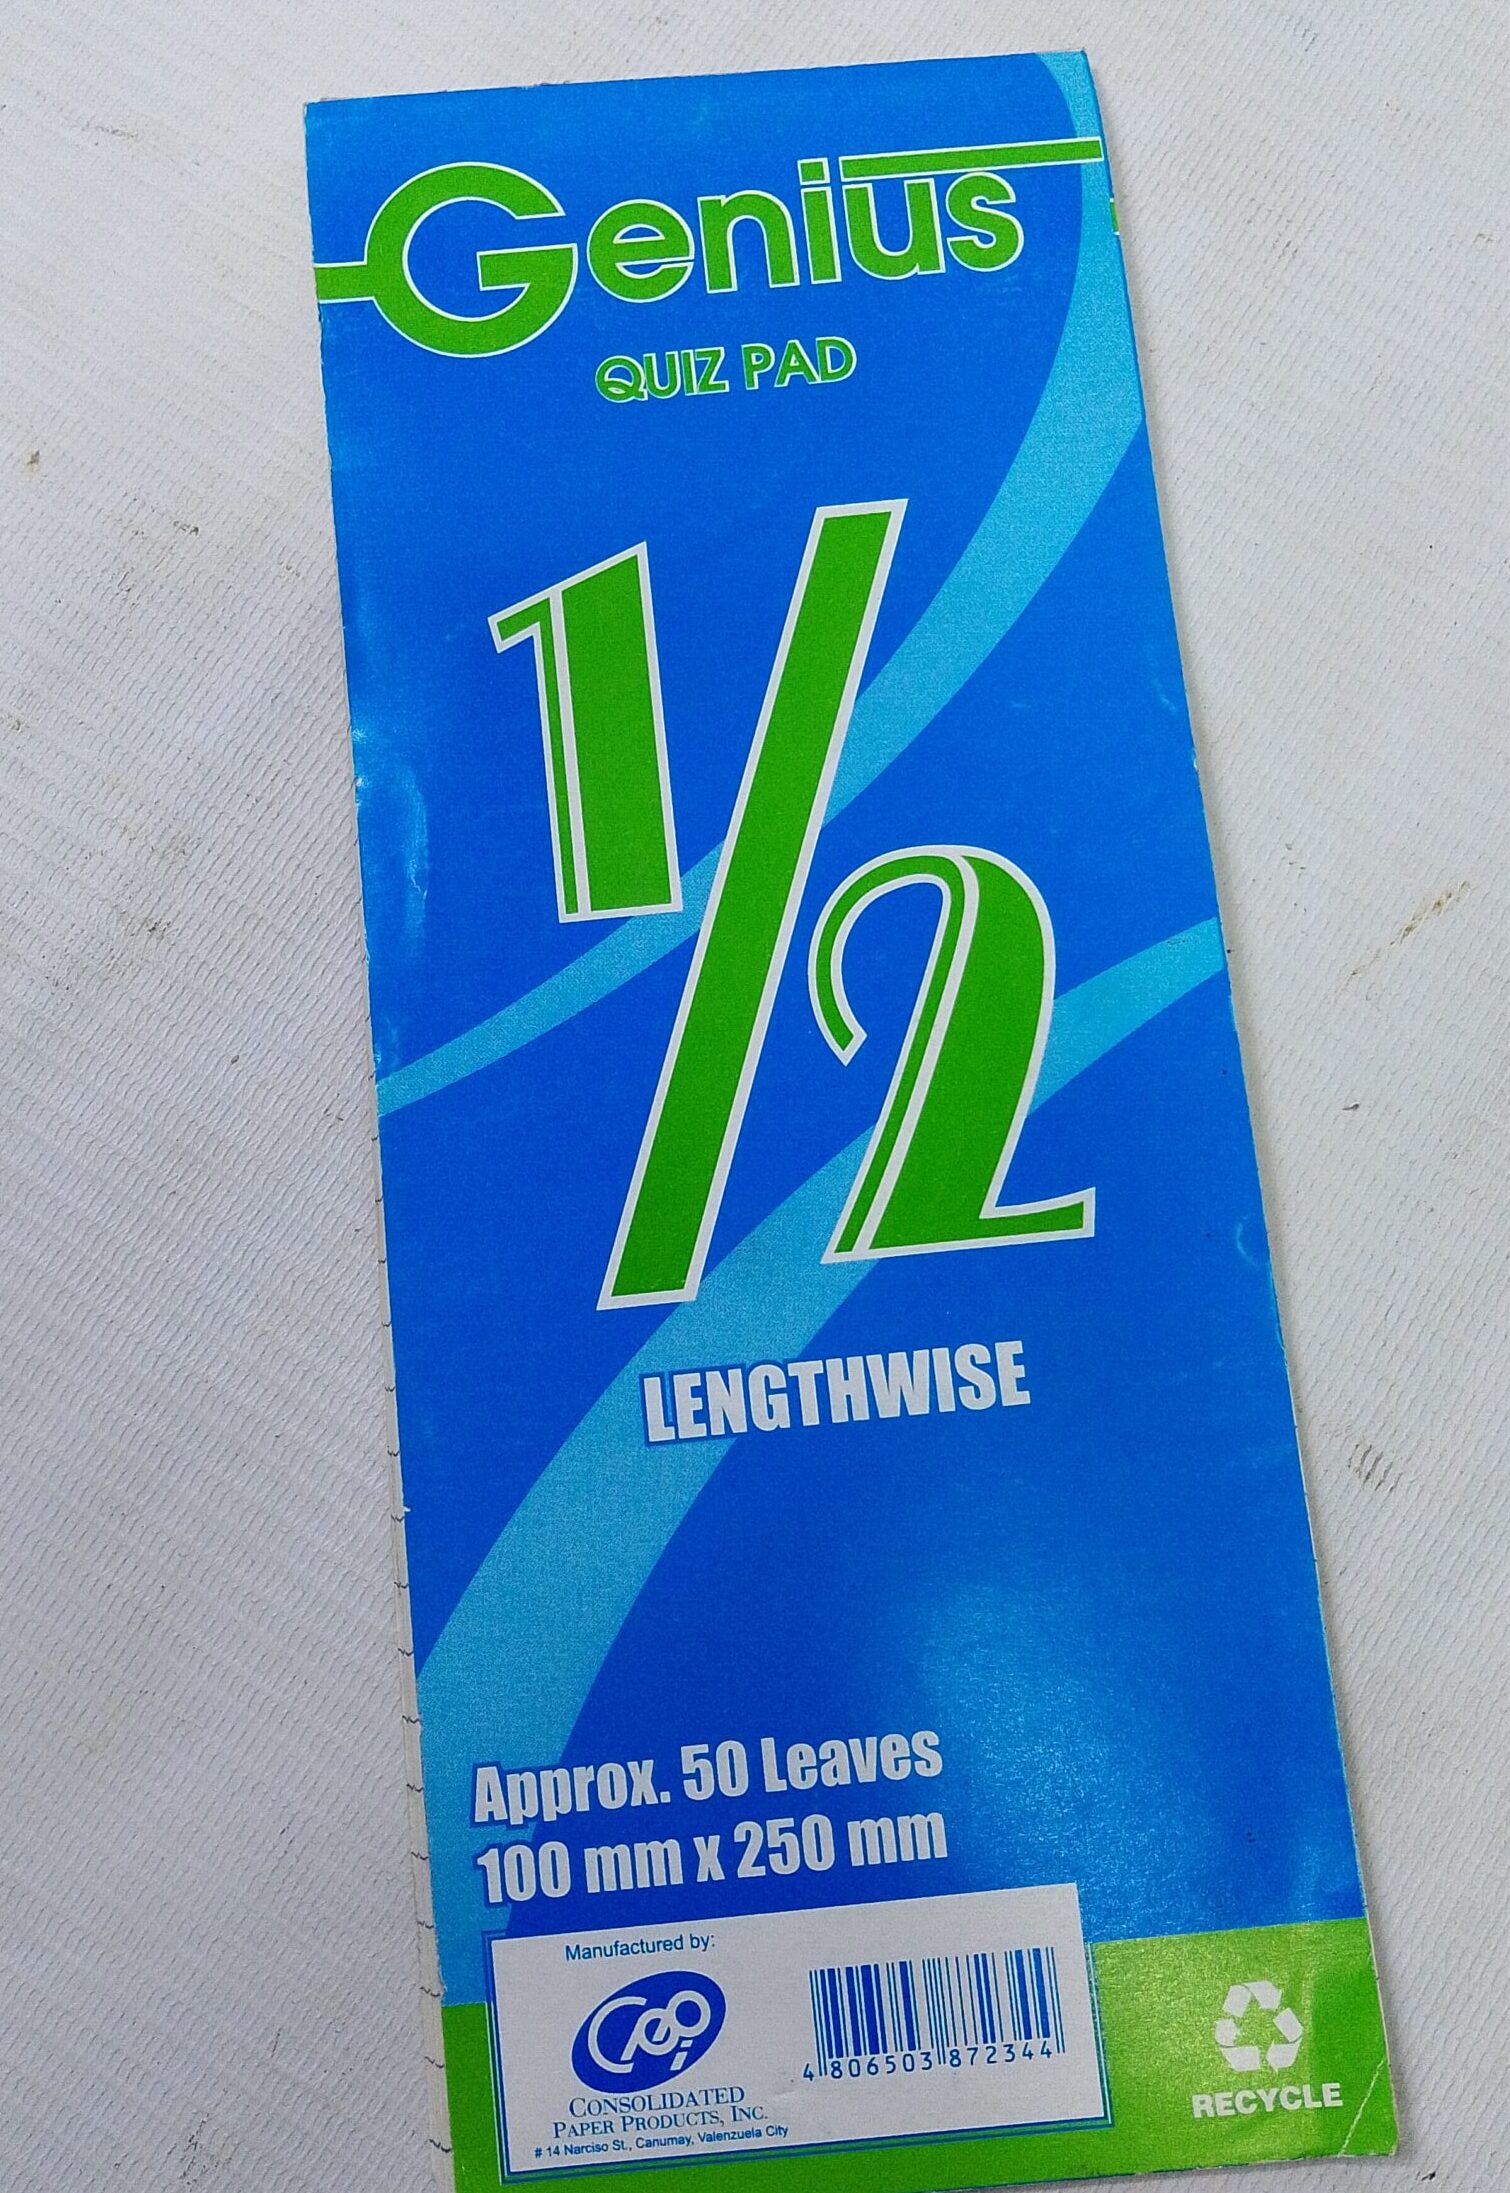 Genius
QUIZ PAD
1/2
LENGTHWISE
Approx. 50 Leaves
100 mm x 250 mm
Manufactured by:
CPPi
CONSOLIDATED
PAPER PRODUCTS, INC.
# 14 Narciso St., Canumay, Valenzuela City
4 806503 872344
RECYCLE